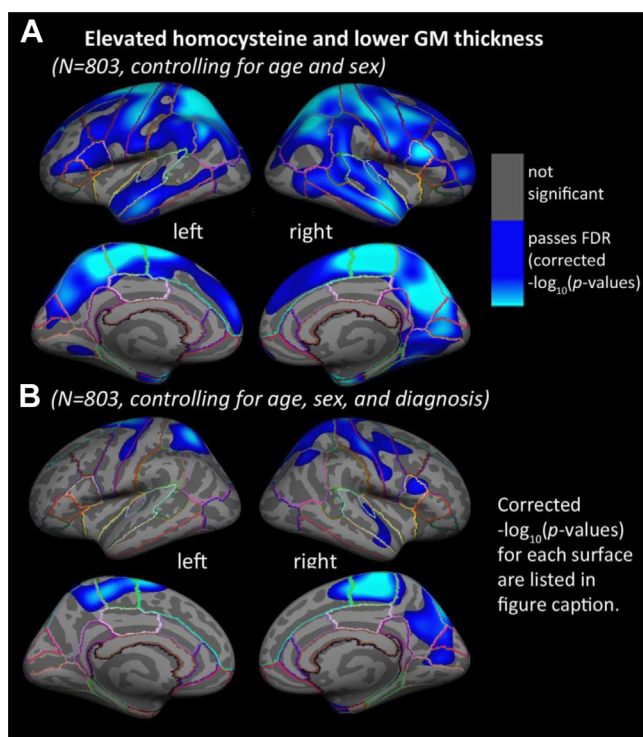 A
Elevated homocysteine and lower GM thickness
(N=803, controlling for age and sex)
left
right
not
significant
passes FDR
(corrected
-log10(p-values)
B
(N=803, controlling for age, sex, and diagnosis)
left
right
Corrected
-log10(p-values)
for each surface
are listed in
figure caption.